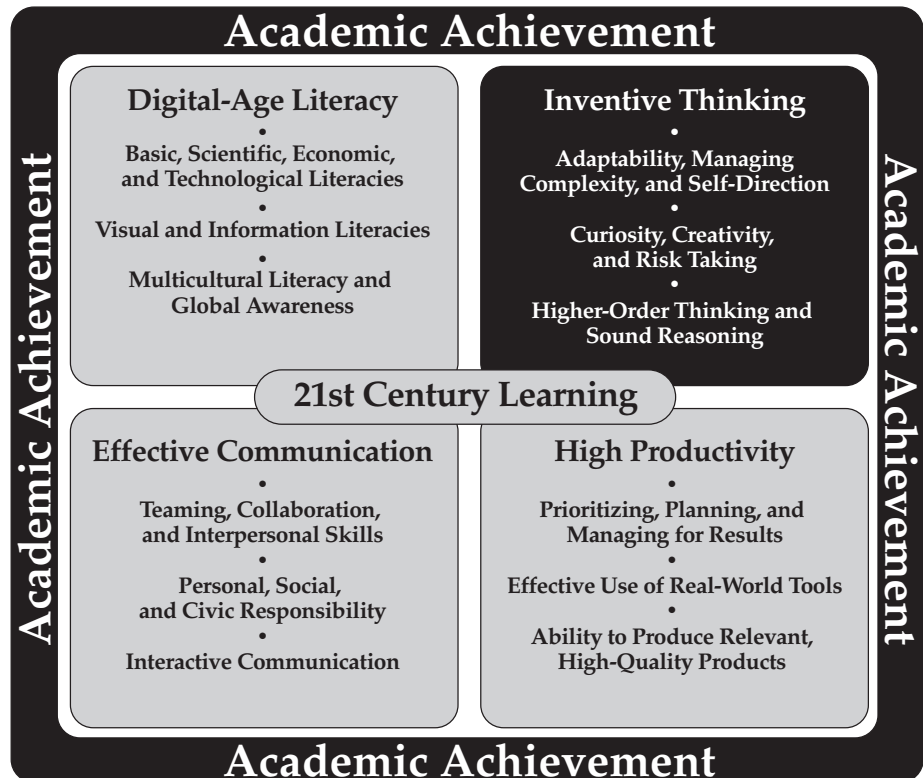 Academic Achievement
Academic Achievement
Digital-Age Literacy
•
Basic, Scientific, Economic,
and Technological Literacies
•
Visual and Information Literacies
•
Multicultural Literacy and
Global Awareness
Inventive Thinking
•
Adaptability, Managing
Complexity, and Self-Direction
•
Curiosity, Creativity,
and Risk Taking
•
Higher-Order Thinking and
Sound Reasoning
Academic Achievement
21st Century Learning
Effective Communication
•
Teaming, Collaboration,
and Interpersonal Skills
•
Personal, Social,
and Civic Responsibility
•
Interactive Communication
High Productivity
•
Prioritizing, Planning, and
Managing for Results
•
Effective Use of Real-World Tools
•
Ability to Produce Relevant,
High-Quality Products
Academic Achievement